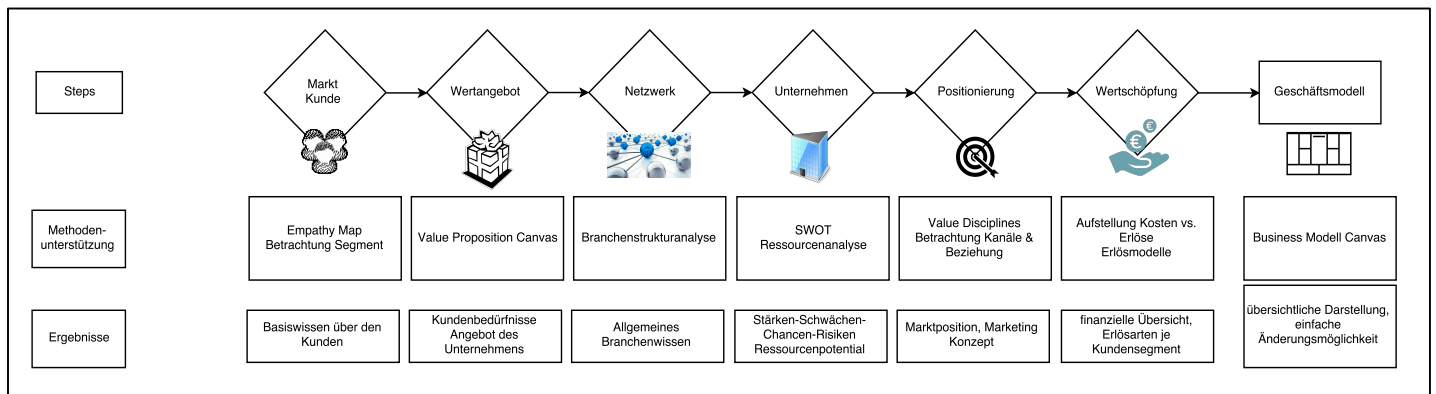 Steps
Markt
Kunde
Wertangebot
Netzwerk
Unternehmen
Positionierung
Wertschöpfung
Geschäftsmodell
€
€
Methoden-
unterstützung
Empathy Map
Betrachtung Segment
Value Proposition Canvas
Branchenstrukturanalyse
SWOT
Ressourcenanalyse
Value Disciplines
Betrachtung Kanäle &
Beziehung
Aufstellung Kosten vs.
Erlöse
Erlösmodelle
Business Modell Canvas
Ergebnisse
Basiswissen über den
Kunden
Kundenbedürfnisse
Angebot des
Unternehmens
Allgemeines
Branchenwissen
Stärken-Schwächen-
Chancen-Risiken
Ressourcenpotential
Marktposition, Marketing
Konzept
finanzielle Übersicht,
Erlösarten je
Kundensegment
übersichtliche Darstellung,
einfache
Änderungsmöglichkeit